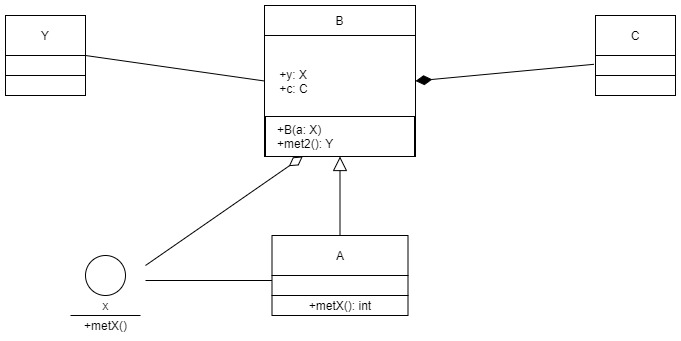 Y
B
C
+y: X
+c: C
+B(a: X)
+met2(): Y
A
+metX(): int
x
+metX()